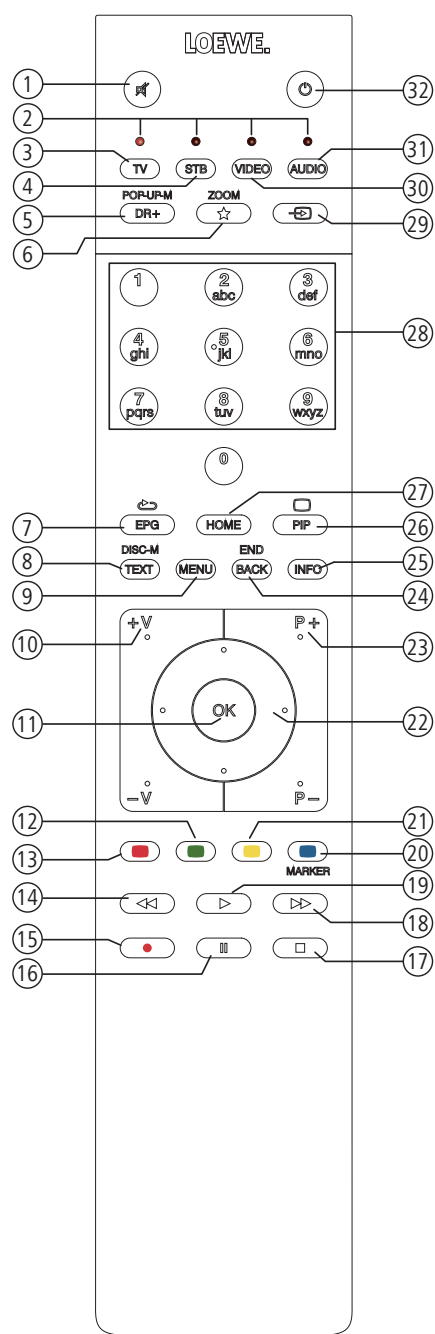 LOEWE.
1
32
2
3
TV
STB
VIDEO
AUDIO
31
4
30
POP-UP-M
ZOOM
5
DR+
29
6
1
2
abc
3
def
28
4
ghi
5
jkl
6
mno
7
pqrs
8
tuv
9
wxyz
0
27
7
EPG
HOME
PIP
26
DISC-M
END
8
TEXT
MENU
BACK
INFO
25
9
24
10
+V
P+
23
11
OK
22
−V
P−
12
21
13
20
MARKER
14
19
18
15
16
17